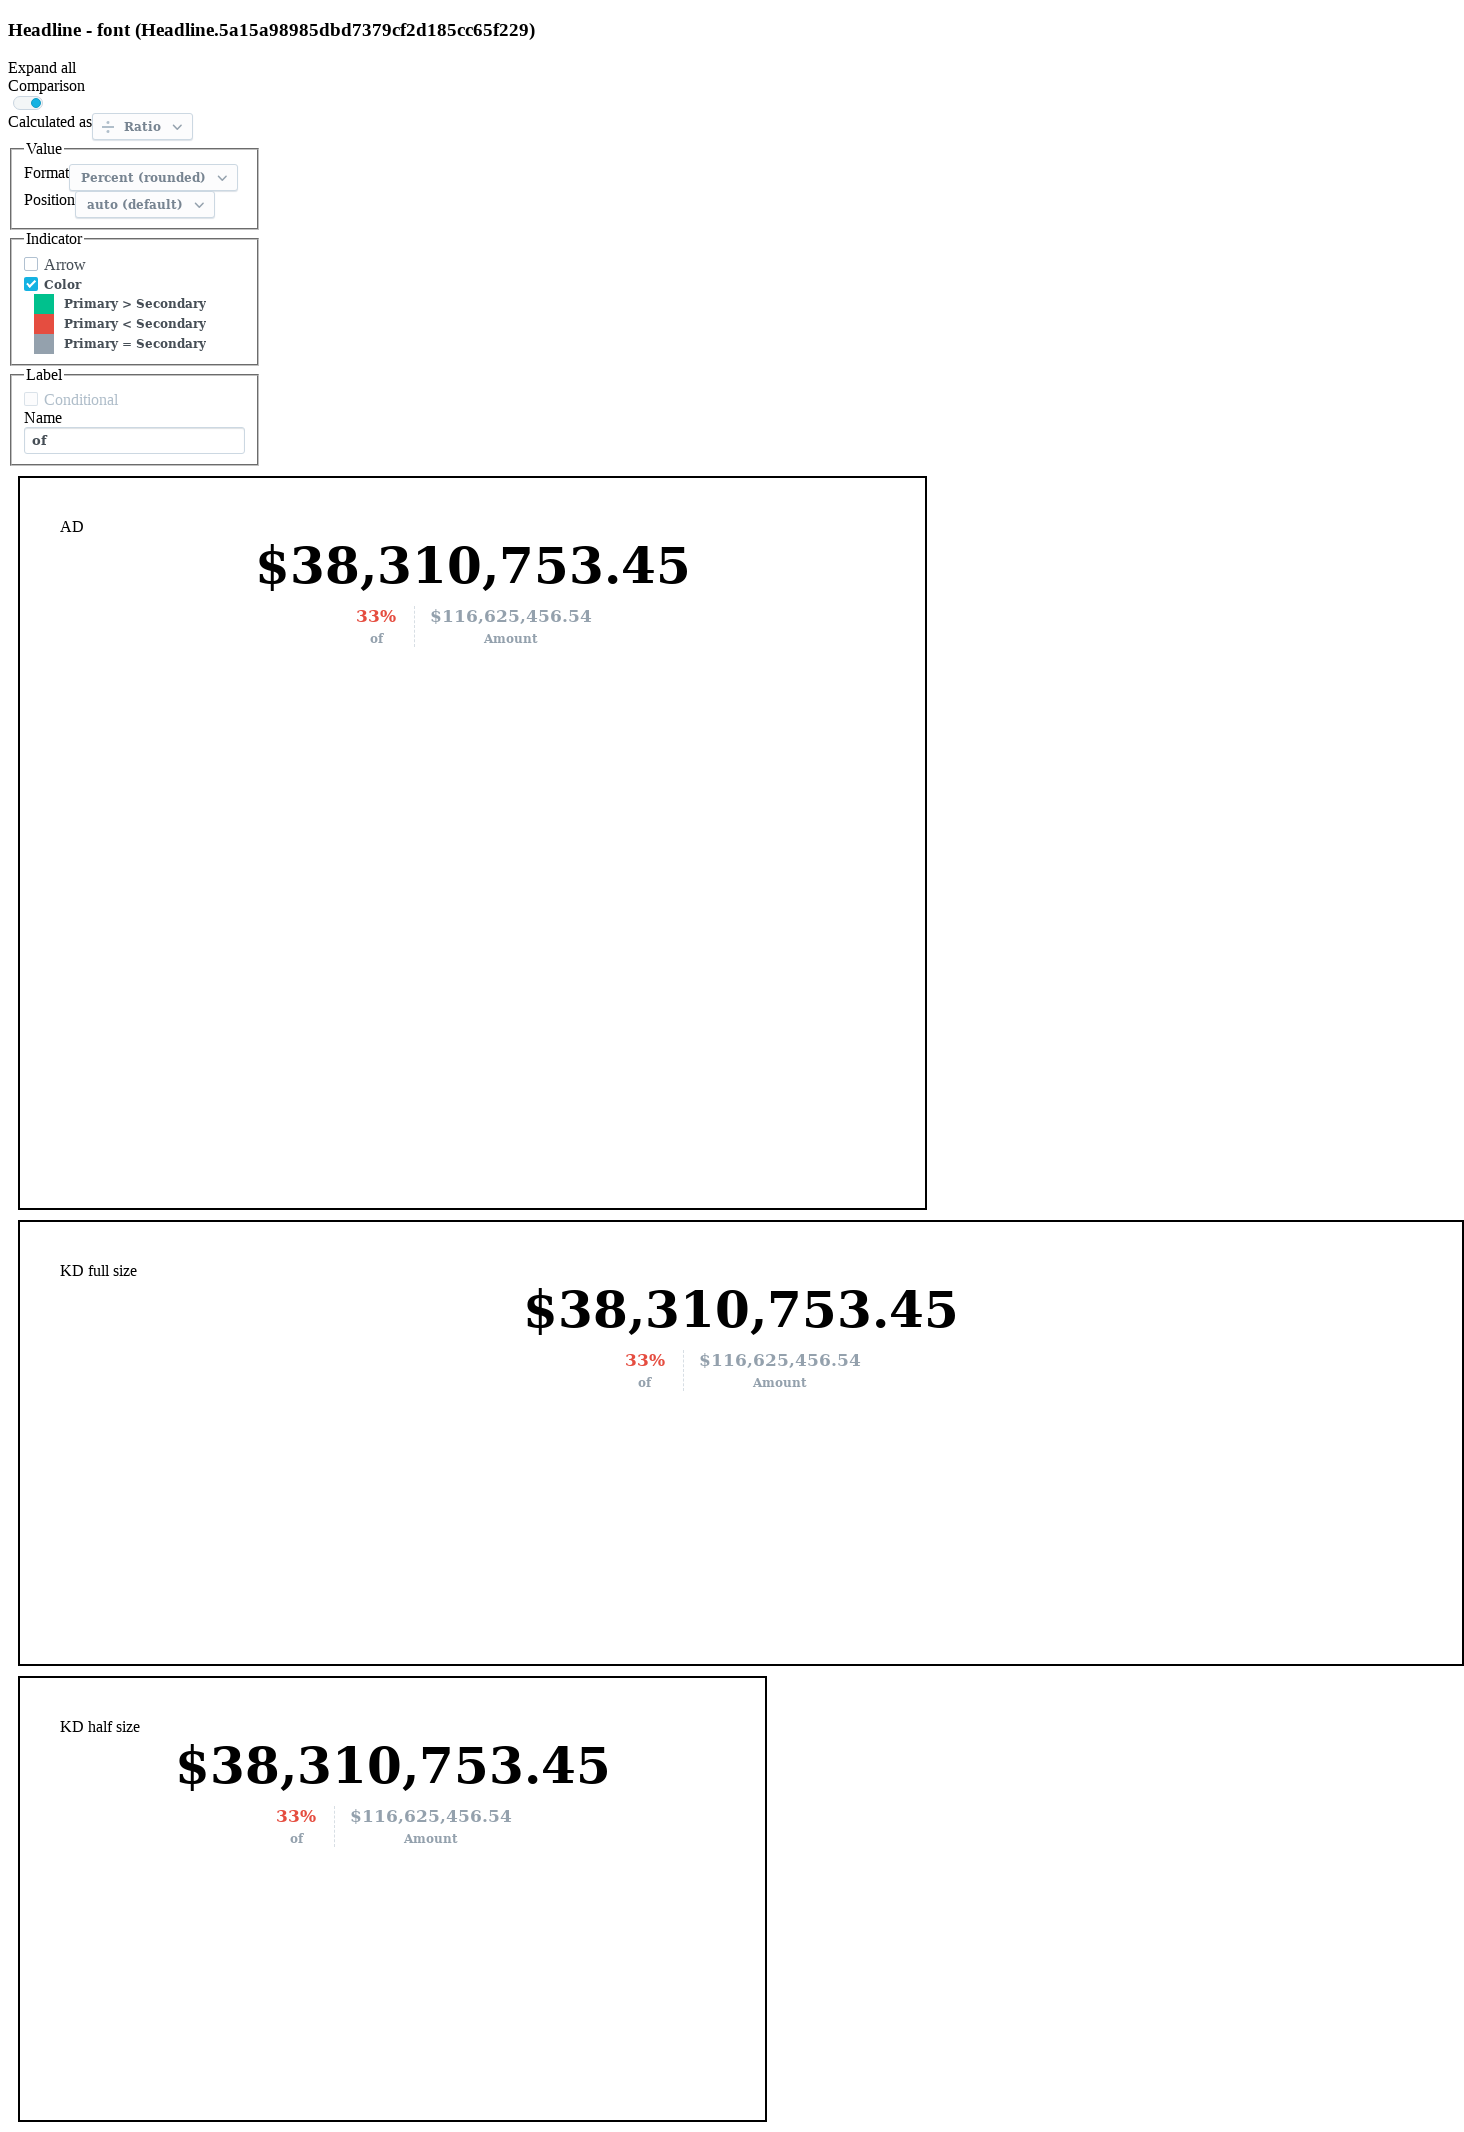 Headline - font (Headline.5a15a98985dbd7379cf2d185cc65f229)
Expand all
Comparison
Calculated as Ratio
Value
Format Percent (rounded)
Position auto (default)
Indicator
Arrow
Color
Primary > Secondary
Primary < Secondary
Primary = Secondary
Label
Conditional
Name
of
AD
$38,310,753.45
33% $116,625,456.54
of Amount
KD full size
$38,310,753.45
33% $116,625,456.54
of Amount
KD half size
$38,310,753.45
33% $116,625,456.54
of Amount